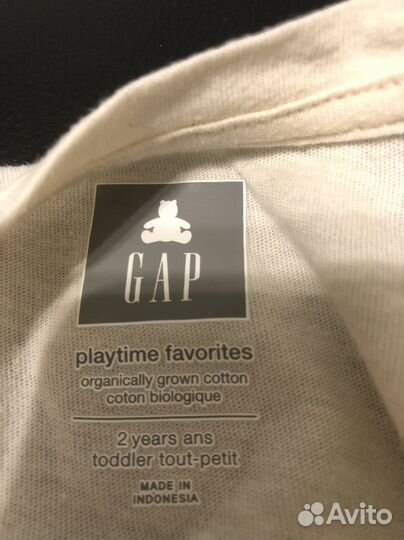 GAP
playtime favorites
organically grown cotton
coton biologique
2 years ans
toddler tout-petit
MADE IN
INDONESIA
Avito